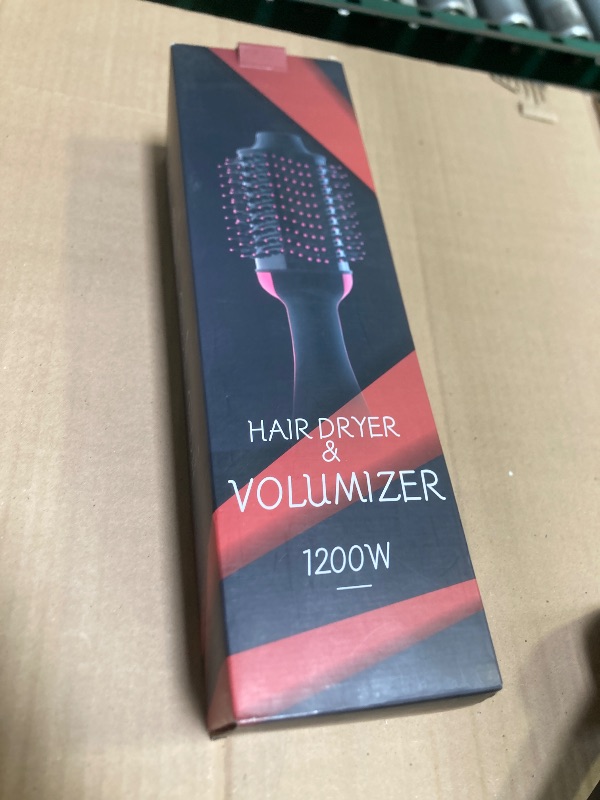 HAIR DRYER
&
VOLUMIZER
1200W